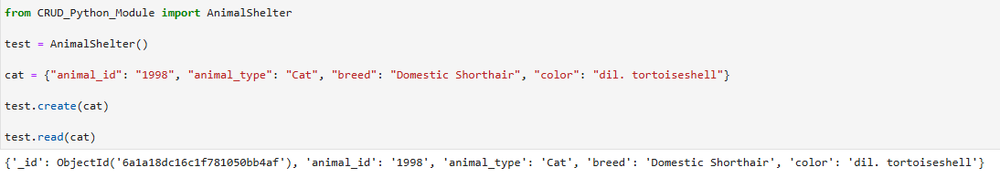 from CRUD_Python_Module import AnimalShelter
test = AnimalShelter()
cat = {"animal_id": "1998", "animal_type": "Cat", "breed": "Domestic Shorthair", "color": "dil. tortoiseshell"}
test.create(cat)
test.read(cat)
{'_id': ObjectId('6a1a18dc16c1f781050bb4af'), 'animal_id': '1998', 'animal_type': 'Cat', 'breed': 'Domestic Shorthair', 'color': 'dil. tortoiseshell'}